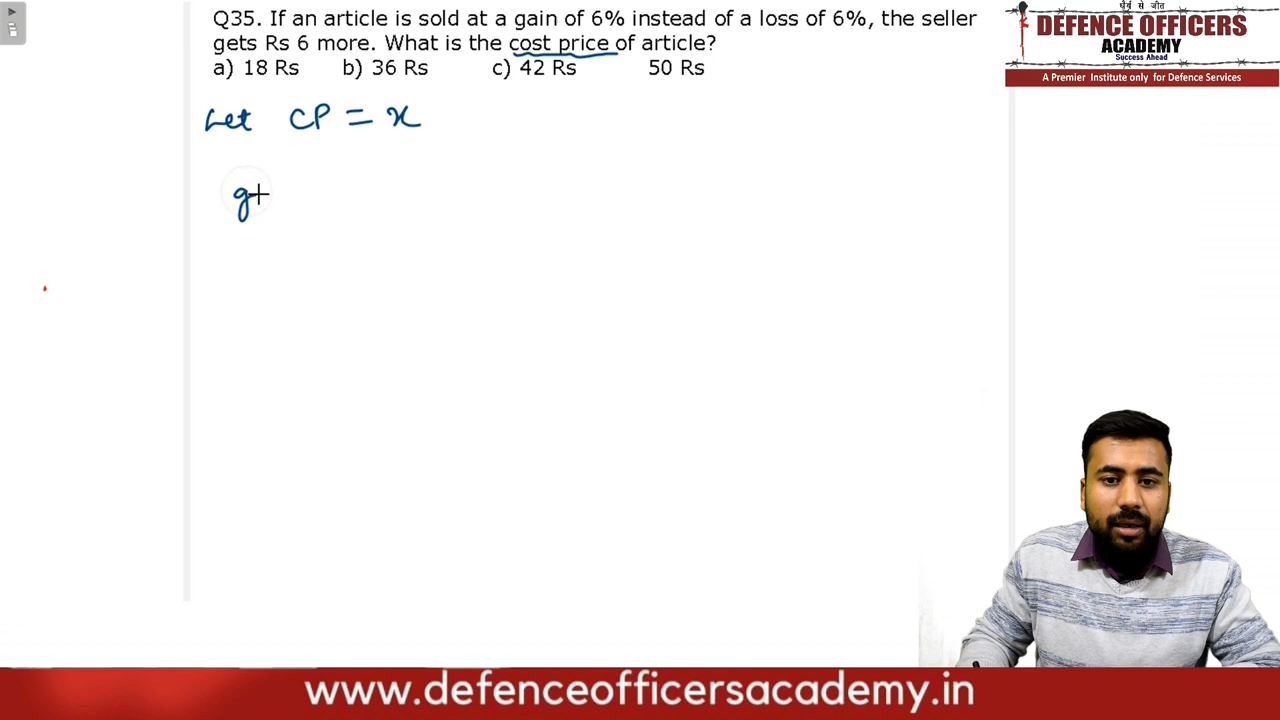 Q35. If an article is sold at a gain of 6% instead of a loss of 6%, the seller
gets Rs 6 more. What is the cost price of article?
a) 18 Rs b) 36 Rs c) 42 Rs 50 Rs
Let CP = x
g
शौर्य से जीत
DEFENCE OFFICERS
ACADEMY
Success Ahead
A Premier Institute only for Defence Services
www.defenceofficersacademy.in